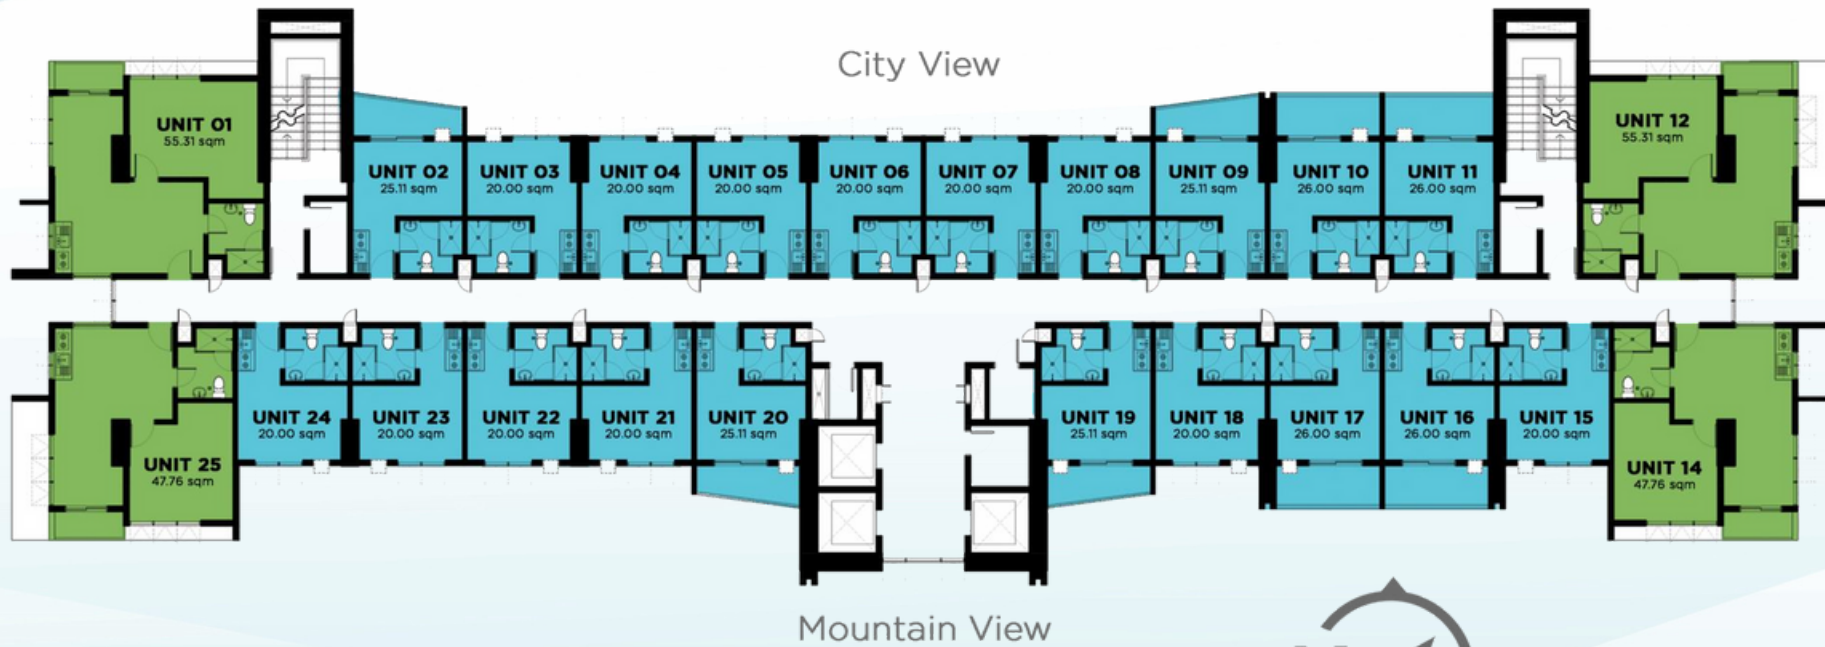 City View
UNIT 01
55.31 sqm
UNIT 02
25.11 sqm
UNIT 03
20.00 sqm
UNIT 04
20.00 sqm
UNIT 05
20.00 sqm
UNIT 06
20.00 sqm
UNIT 07
20.00 sqm
UNIT 08
20.00 sqm
UNIT 09
25.11 sqm
UNIT 10
26.00 sqm
UNIT 11
26.00 sqm
UNIT 12
55.31 sqm
UNIT 25
47.76 sqm
UNIT 24
20.00 sqm
UNIT 23
20.00 sqm
UNIT 22
20.00 sqm
UNIT 21
20.00 sqm
UNIT 20
25.11 sqm
UNIT 19
25.11 sqm
UNIT 18
20.00 sqm
UNIT 17
26.00 sqm
UNIT 16
26.00 sqm
UNIT 15
20.00 sqm
UNIT 14
47.76 sqm
Mountain View